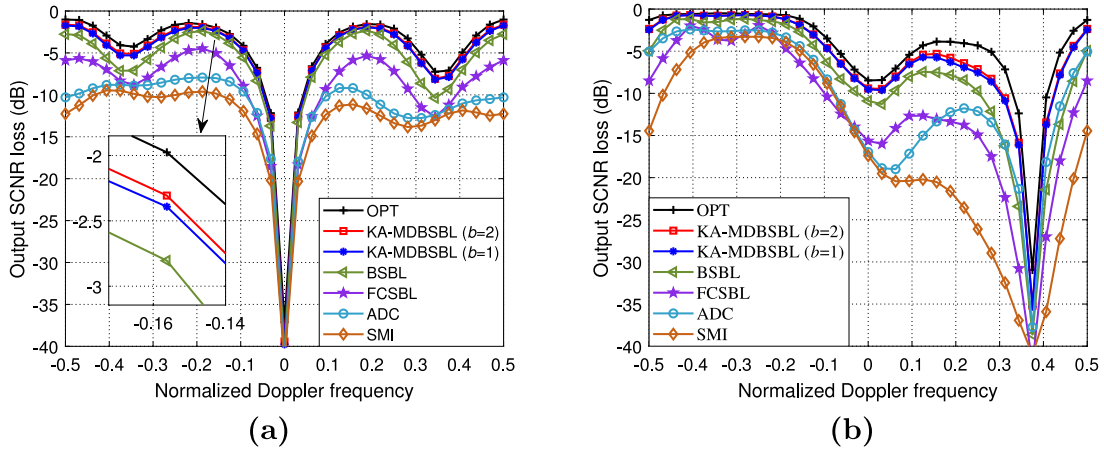 0
-5
-10
-15
-20
-25
-30
-35
-40
Output SCNR loss (dB)
-2
-2.5
-3
-0.16 -0.14
OPT
KA-MDBSBL (b=2)
KA-MDBSBL (b=1)
BSBL
FCSBL
ADC
SMI
-0.5 -0.4 -0.3 -0.2 -0.1 0 0.1 0.2 0.3 0.4 0.5
Normalized Doppler frequency
(a)
0
-5
-10
-15
-20
-25
-30
-35
-40
Output SCNR loss (dB)
OPT
KA-MDBSBL (b=2)
KA-MDBSBL (b=1)
BSBL
FCSBL
ADC
SMI
-0.5 -0.4 -0.3 -0.2 -0.1 0 0.1 0.2 0.3 0.4 0.5
Normalized Doppler frequency
(b)